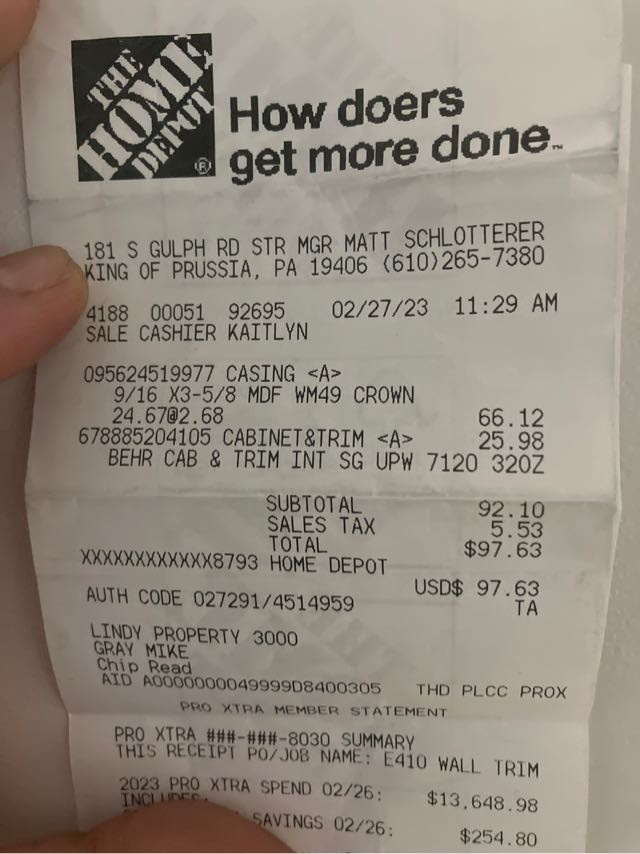 THE
HOME
DEPOT
®
How doers
get more done.™
181 S GULPH RD STR MGR MATT SCHLOTTERER
KING OF PRUSSIA, PA 19406 (610)265-7380
4188 00051 92695 02/27/23 11:29 AM
SALE CASHIER KAITLYN
095624519977 CASING <A>
9/16 X3-5/8 MDF WM49 CROWN
24.67@2.68 66.12
678885204105 CABINET&TRIM <A> 25.98
BEHR CAB & TRIM INT SG UPW 7120 32OZ
SUBTOTAL 92.10
SALES TAX 5.53
TOTAL $97.63
XXXXXXXXXXXX8793 HOME DEPOT
USD$ 97.63
AUTH CODE 027291/4514959 TA
LINDY PROPERTY 3000
GRAY MIKE
Chip Read
AID A0000000049999D8400305 THD PLCC PROX
PRO XTRA MEMBER STATEMENT
PRO XTRA ###-###-8030 SUMMARY
THIS RECEIPT PO/JOB NAME: E410 WALL TRIM
2023 PRO XTRA SPEND 02/26: $13,648.98
INCLUDES:
SAVINGS 02/26: $254.80